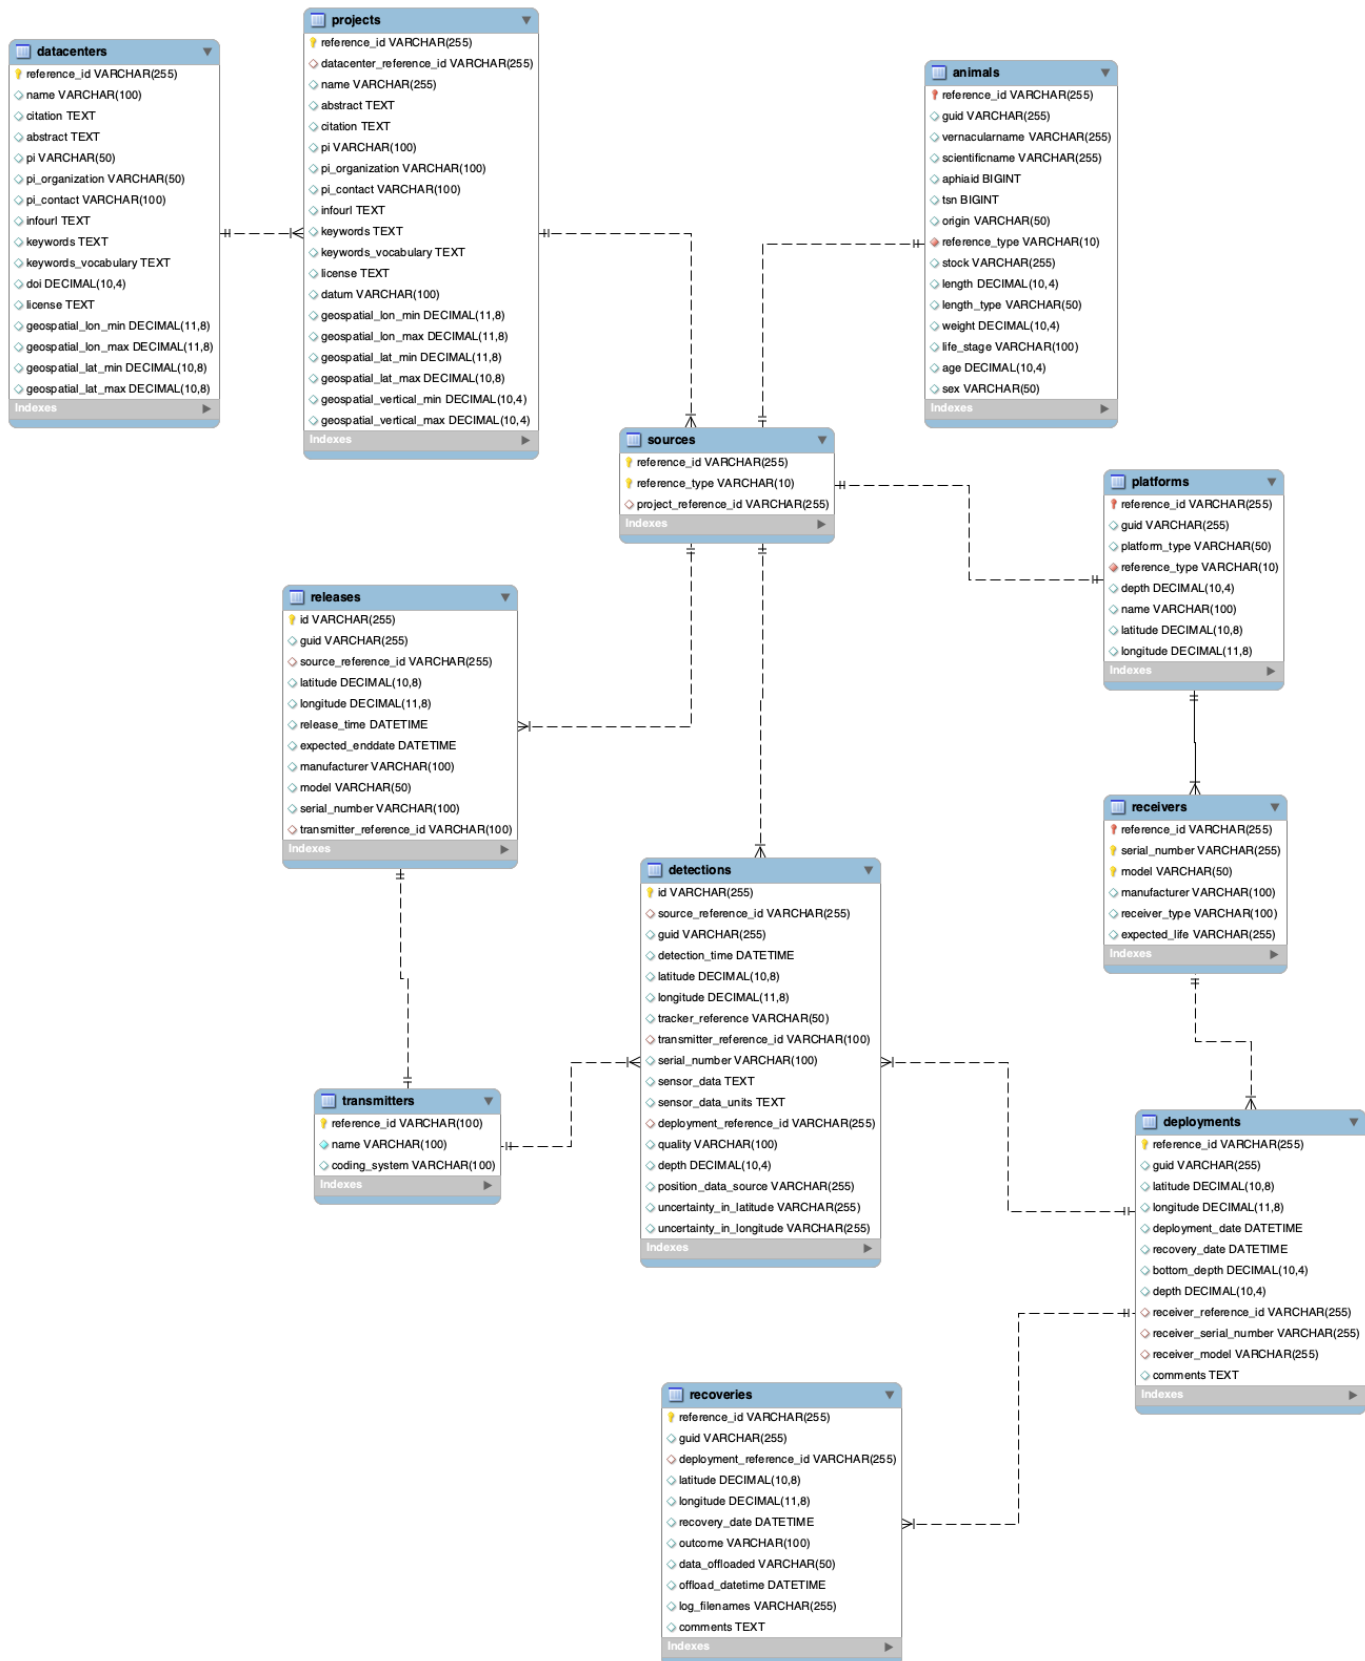 datacenters
reference_id VARCHAR(255)
name VARCHAR(100)
citation TEXT
abstract TEXT
pi VARCHAR(50)
pi_organization VARCHAR(50)
pi_contact VARCHAR(100)
infourl TEXT
keywords TEXT
keywords_vocabulary TEXT
doi DECIMAL(10,4)
license TEXT
geospatial_lon_min DECIMAL(11,8)
geospatial_lon_max DECIMAL(11,8)
geospatial_lat_min DECIMAL(10,8)
geospatial_lat_max DECIMAL(10,8)
Indexes
projects
reference_id VARCHAR(255)
datacenter_reference_id VARCHAR(255)
name VARCHAR(255)
abstract TEXT
citation TEXT
pi VARCHAR(100)
pi_organization VARCHAR(100)
pi_contact VARCHAR(100)
infourl TEXT
keywords TEXT
keywords_vocabulary TEXT
license TEXT
datum VARCHAR(100)
geospatial_lon_min DECIMAL(11,8)
geospatial_lon_max DECIMAL(11,8)
geospatial_lat_min DECIMAL(11,8)
geospatial_lat_max DECIMAL(10,8)
geospatial_vertical_min DECIMAL(10,4)
geospatial_vertical_max DECIMAL(10,4)
Indexes
animals
reference_id VARCHAR(255)
guid VARCHAR(255)
vernacularname VARCHAR(255)
scientificname VARCHAR(255)
aphiaid BIGINT
tsn BIGINT
origin VARCHAR(50)
reference_type VARCHAR(10)
stock VARCHAR(255)
length DECIMAL(10,4)
length_type VARCHAR(50)
weight DECIMAL(10,4)
life_stage VARCHAR(100)
age DECIMAL(10,4)
sex VARCHAR(50)
Indexes
sources
reference_id VARCHAR(255)
reference_type VARCHAR(10)
project_reference_id VARCHAR(255)
Indexes
platforms
reference_id VARCHAR(255)
guid VARCHAR(255)
platform_type VARCHAR(50)
reference_type VARCHAR(10)
depth DECIMAL(10,4)
name VARCHAR(100)
latitude DECIMAL(10,8)
longitude DECIMAL(11,8)
Indexes
releases
id VARCHAR(255)
guid VARCHAR(255)
source_reference_id VARCHAR(255)
latitude DECIMAL(10,8)
longitude DECIMAL(11,8)
release_time DATETIME
expected_enddate DATETIME
manufacturer VARCHAR(100)
model VARCHAR(50)
serial_number VARCHAR(100)
transmitter_reference_id VARCHAR(100)
Indexes
receivers
reference_id VARCHAR(255)
serial_number VARCHAR(255)
model VARCHAR(50)
manufacturer VARCHAR(100)
receiver_type VARCHAR(100)
expected_life VARCHAR(255)
Indexes
detections
id VARCHAR(255)
source_reference_id VARCHAR(255)
guid VARCHAR(255)
detection_time DATETIME
latitude DECIMAL(10,8)
longitude DECIMAL(11,8)
tracker_reference VARCHAR(50)
transmitter_reference_id VARCHAR(100)
serial_number VARCHAR(100)
sensor_data TEXT
sensor_data_units TEXT
deployment_reference_id VARCHAR(255)
quality VARCHAR(100)
depth DECIMAL(10,4)
position_data_source VARCHAR(255)
uncertainty_in_latitude VARCHAR(255)
uncertainty_in_longitude VARCHAR(255)
Indexes
transmitters
reference_id VARCHAR(100)
name VARCHAR(100)
coding_system VARCHAR(100)
Indexes
deployments
reference_id VARCHAR(255)
guid VARCHAR(255)
latitude DECIMAL(10,8)
longitude DECIMAL(11,8)
deployment_date DATETIME
recovery_date DATETIME
bottom_depth DECIMAL(10,4)
depth DECIMAL(10,4)
receiver_reference_id VARCHAR(255)
receiver_serial_number VARCHAR(255)
receiver_model VARCHAR(255)
comments TEXT
Indexes
recoveries
reference_id VARCHAR(255)
guid VARCHAR(255)
deployment_reference_id VARCHAR(255)
latitude DECIMAL(10,8)
longitude DECIMAL(11,8)
recovery_date DATETIME
outcome VARCHAR(100)
data_offloaded VARCHAR(50)
offload_datetime DATETIME
log_filenames VARCHAR(255)
comments TEXT
Indexes